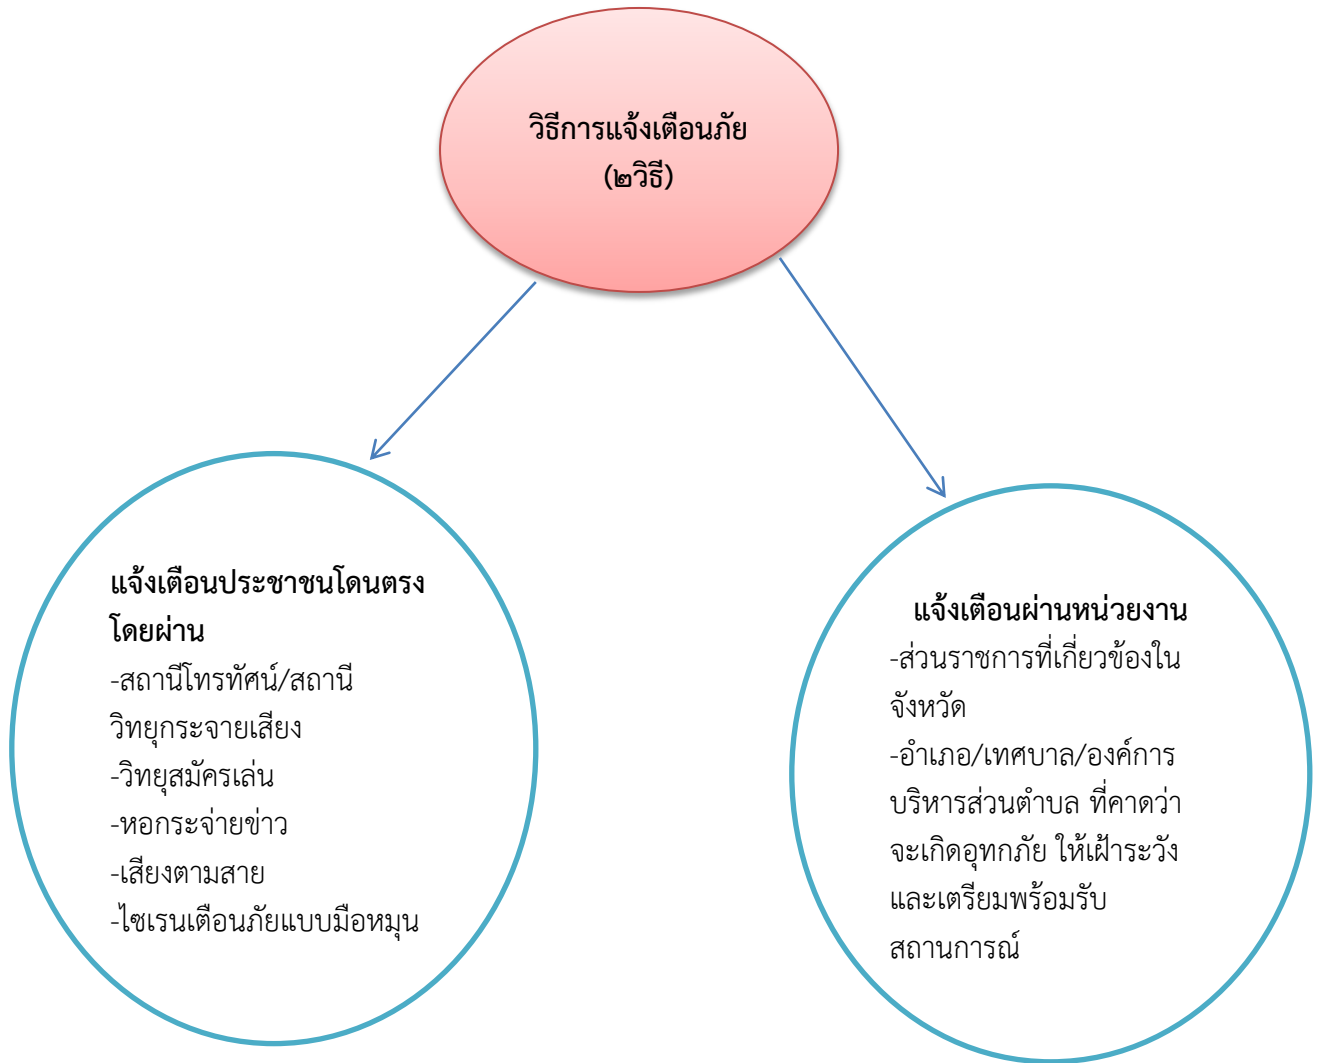 วิธีการแจ้งเตือนภัย
(๒วิธี)
แจ้งเตือนประชาชนโดนตรง
โดยผ่าน
-สถานีโทรทัศน์/สถานี
วิทยุกระจายเสียง
-วิทยุสมัครเล่น
-หอกระจ่ายข่าว
-เสียงตามสาย
-ไซเรนเตือนภัยแบบมือหมุน
แจ้งเตือนผ่านหน่วยงาน
-ส่วนราชการที่เกี่ยวข้องใน
จังหวัด
-อำเภอ/เทศบาล/องค์การ
บริหารส่วนตำบล ที่คาดว่า
จะเกิดอุทกภัย ให้เฝ้าระวัง
และเตรียมพร้อมรับ
สถานการณ์